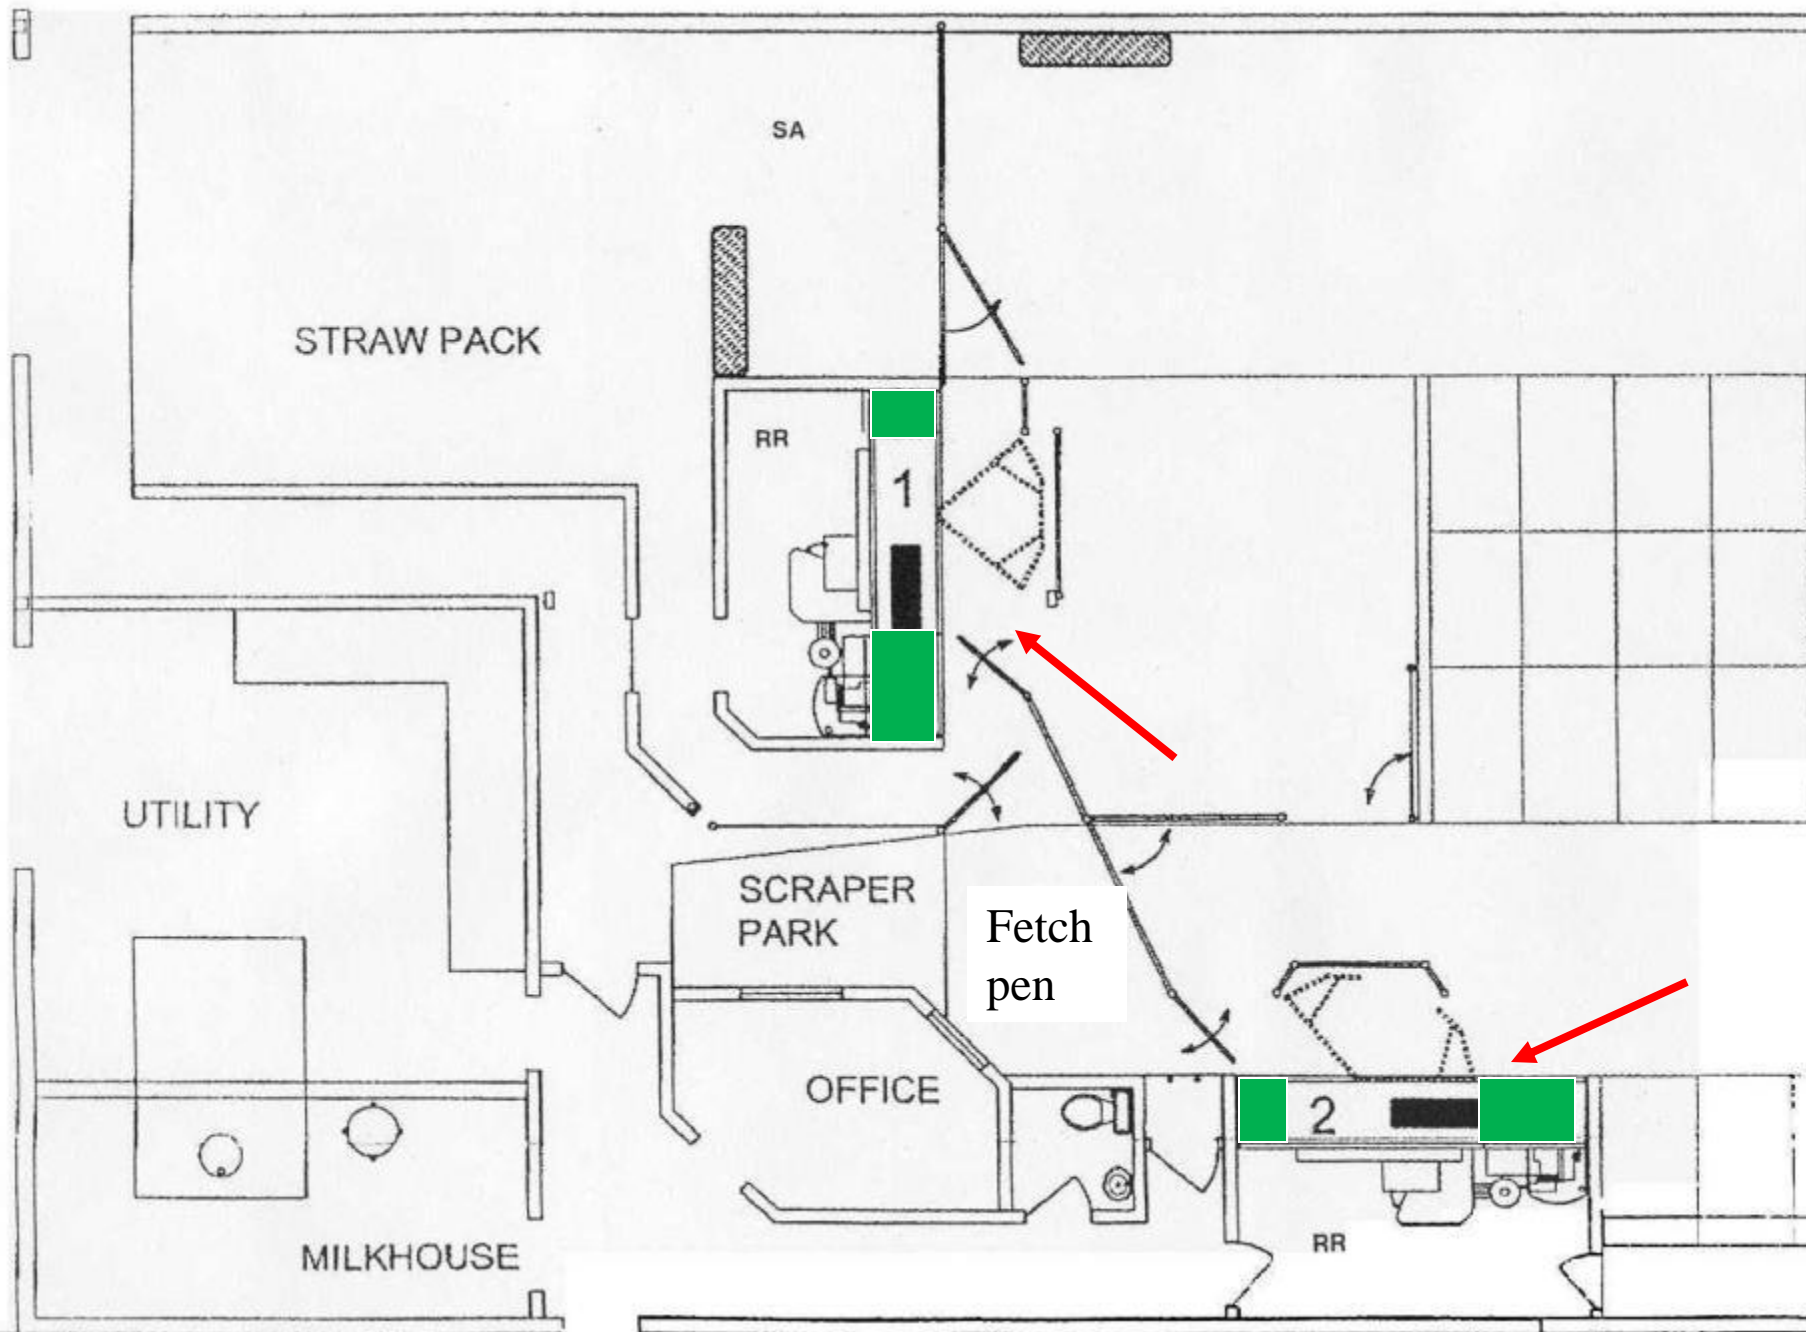 SA
STRAW PACK
RR
1
UTILITY
SCRAPER
PARK
Fetch
pen
OFFICE
2
RR
MILKHOUSE